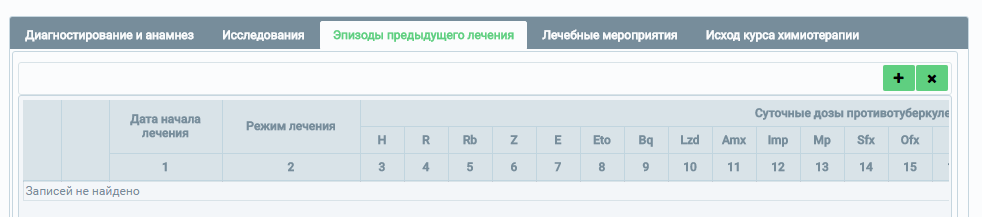 Диагностирование и анамнез Исследования Эпизоды предыдущего лечения Лечебные мероприятия Исход курса химиотерапии
Суточные дозы противотуберкуле
Дата начала лечения Режим лечения
H R Rb Z E Eto Bq Lzd Amx Imp Mp Sfx Ofx
1 2 3 4 5 6 7 8 9 10 11 12 13 14 15
Записей не найдено